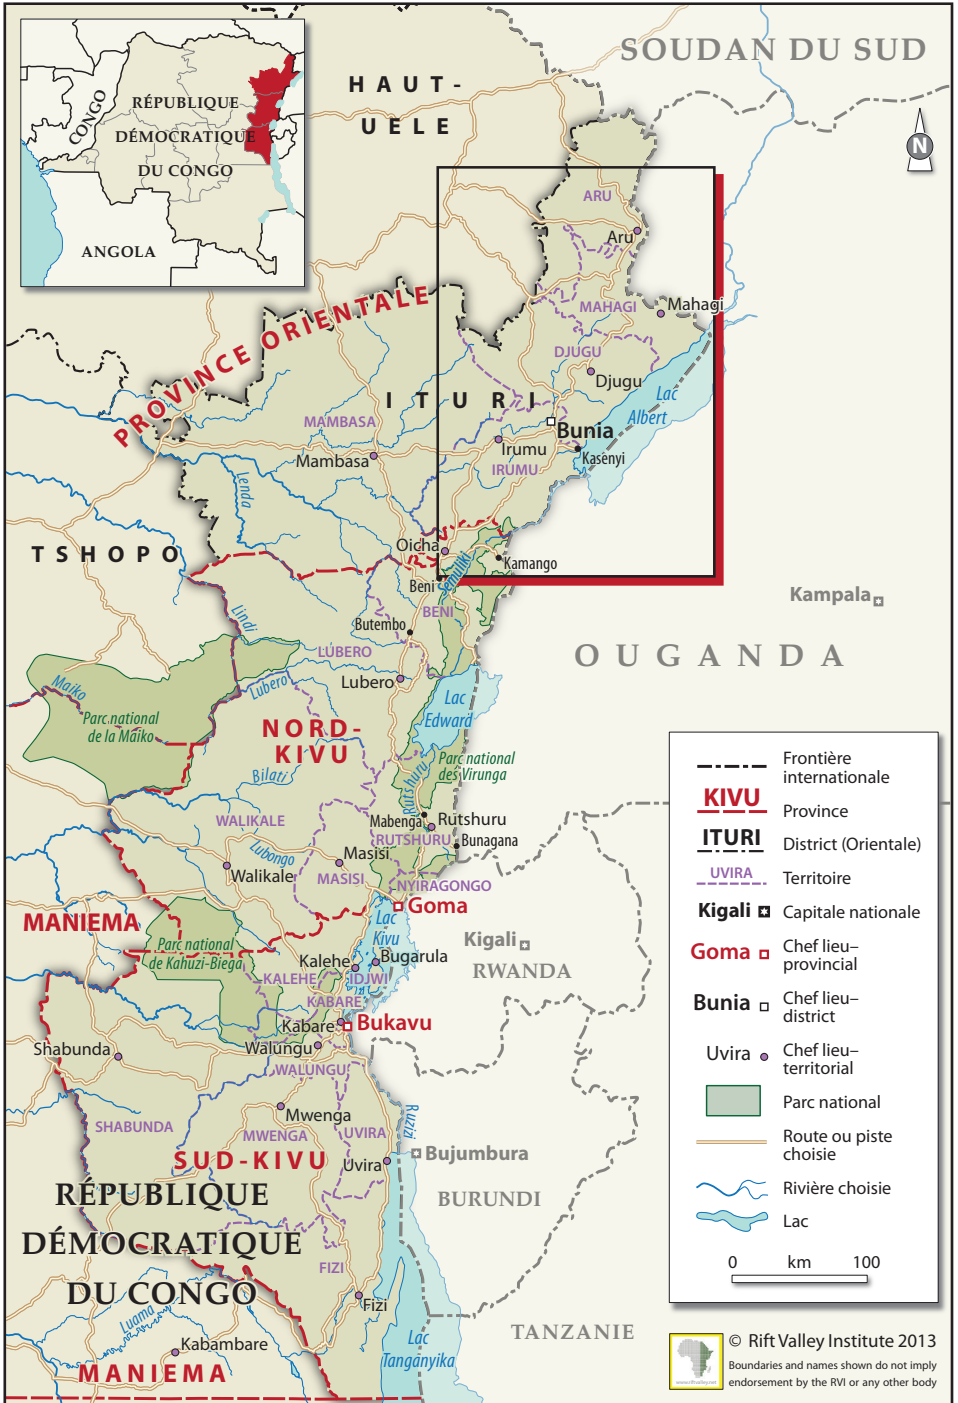 SOUDAN DU SUD
HAUT-
UELE
CONGO
RÉPUBLIQUE
DÉMOCRATIQUE
DU CONGO
ANGOLA
N
ARU
Aru
PROVINCE ORIENTALE
MAHAGI
Mahagi
DJUGU
Djugu
Lac
Albert
ITURI
MAMBASA
Mambasa
Bunia
Irumu
IRUMU
Kasenyi
Lenda
TSHOPO
Oicha
Kamango
Semliki
Beni
BENI
Kampala
Lindi
Butembo
OUGANDA
LUBERO
Lubero
Lubero
Maiko
Parc national
de la Maiko
Lac
Edward
NORD-
KIVU
Bilati
Parc national
des Virunga
Rutshuru
Mabenga
Rutshuru
RUTSHURU
Bunagana
WALIKALE
Lubongo
Masisi
MASISI
Walikale
NYIRAGONGO
Goma
MANIEMA
Lac
Kivu
Parc national
de Kahuzi-Biega
Kigali
RWANDA
Kalehe
Bugarula
KALEHE
IDJWI
KABARE
Kabare
Bukavu
Shabunda
Walungu
WALUNGU
Mwenga
SHABUNDA
MWENGA
UVIRA
Ruzizi
SUD-KIVU
Uvira
Bujumbura
BURUNDI
RÉPUBLIQUE
DÉMOCRATIQUE
DU CONGO
FIZI
Fizi
Luama
Kabambare
MANIEMA
Lac
Tanganyika
TANZANIE
Frontière
internationale
KIVU
Province
ITURI
District (Orientale)
UVIRA
Territoire
Kigali
Capitale nationale
Goma
Chef lieu–
provincial
Bunia
Chef lieu–
district
Uvira
Chef lieu–
territorial
Parc national
Route ou piste
choisie
Rivière choisie
Lac
0 km 100
© Rift Valley Institute 2013
Boundaries and names shown do not imply
endorsement by the RVI or any other body
www.riftvalley.net